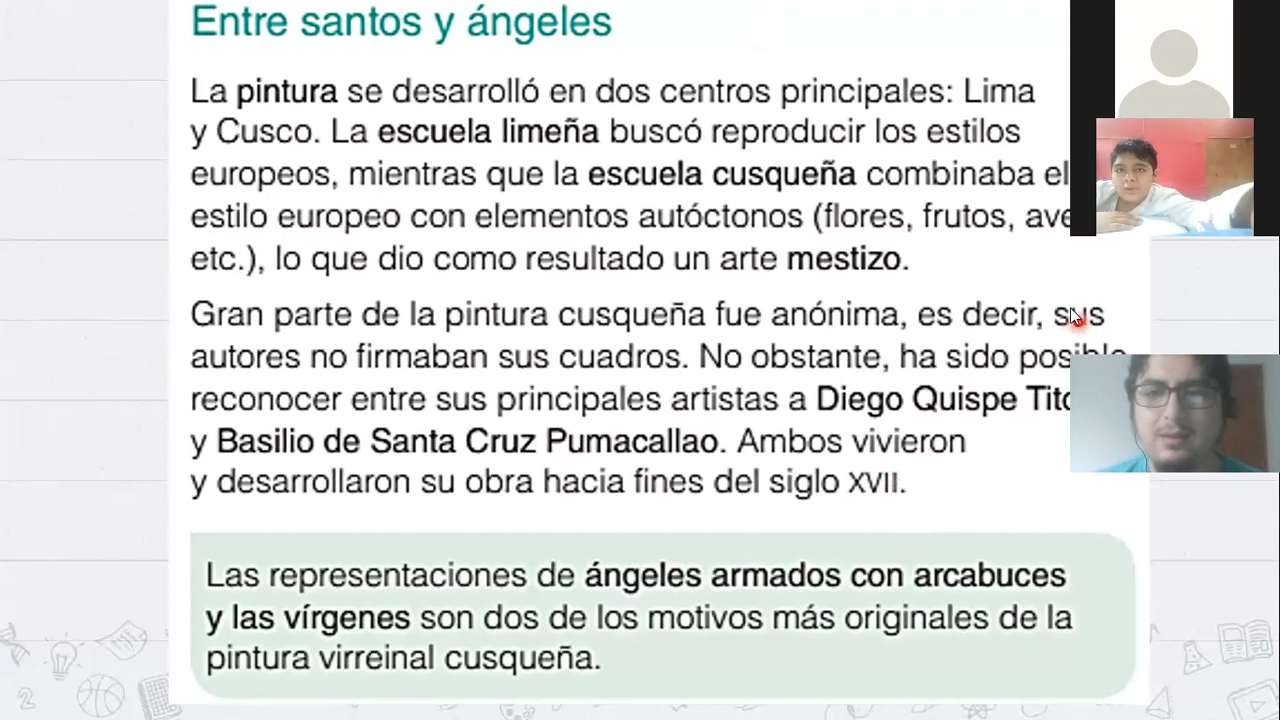 Entre santos y ángeles
La pintura se desarrolló en dos centros principales: Lima
y Cusco. La escuela limeña buscó reproducir los estilos
europeos, mientras que la escuela cusqueña combinaba el
estilo europeo con elementos autóctonos (flores, frutos, ave
etc.), lo que dio como resultado un arte mestizo.
Gran parte de la pintura cusqueña fue anónima, es decir, sus
autores no firmaban sus cuadros. No obstante, ha sido posible
reconocer entre sus principales artistas a Diego Quispe Tito
y Basilio de Santa Cruz Pumacallao. Ambos vivieron
y desarrollaron su obra hacia fines del siglo XVII.
Las representaciones de ángeles armados con arcabuces
y las vírgenes son dos de los motivos más originales de la
pintura virreinal cusqueña.